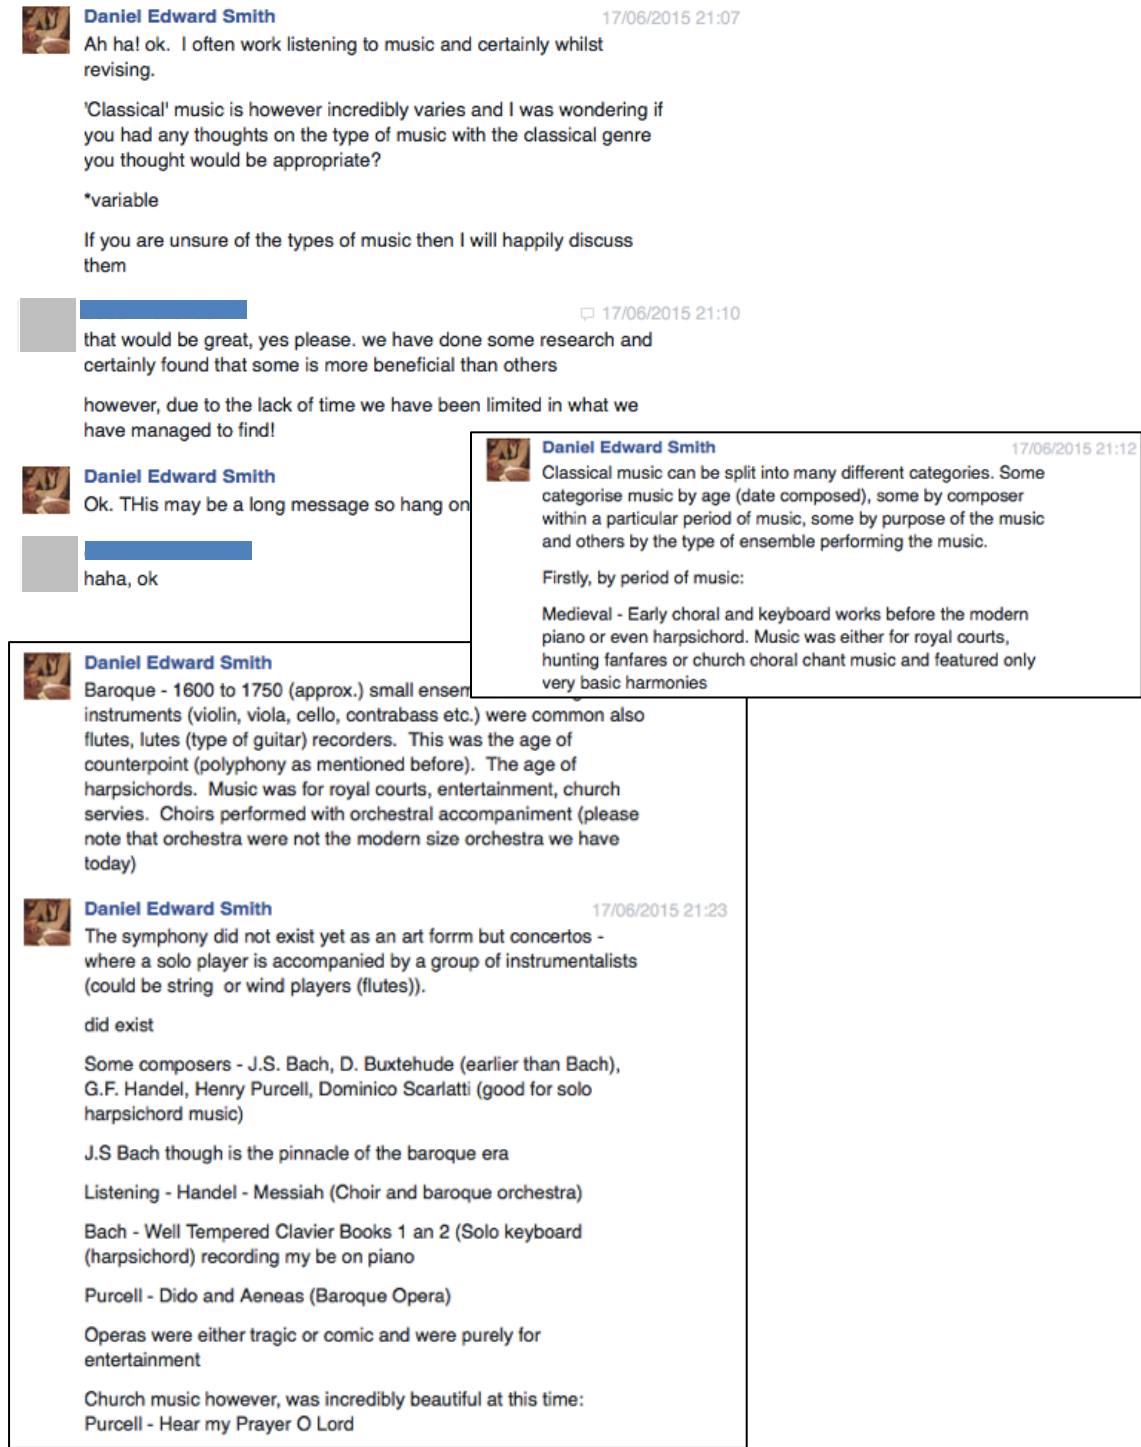 Daniel Edward Smith 17/06/2015 21:07
Ah ha! ok.  I often work listening to music and certainly whilst
revising.
'Classical' music is however incredibly varies and I was wondering if
you had any thoughts on the type of music with the classical genre
you thought would be appropriate?
*variable
If you are unsure of the types of music then I will happily discuss
them
17/06/2015 21:10
that would be great, yes please. we have done some research and
certainly found that some is more beneficial than others
however, due to the lack of time we have been limited in what we
have managed to find!
Daniel Edward Smith
Ok. THis may be a long message so hang on
haha, ok
Daniel Edward Smith 17/06/2015 21:12
Classical music can be split into many different categories. Some
categorise music by age (date composed), some by composer
within a particular period of music, some by purpose of the music
and others by the type of ensemble performing the music.
Firstly, by period of music:
Medieval - Early choral and keyboard works before the modern
piano or even harpsichord. Music was either for royal courts,
hunting fanfares or church choral chant music and featured only
very basic harmonies
Daniel Edward Smith
Baroque - 1600 to 1750 (approx.) small
instruments (violin, viola, cello, contrabass etc.) were common also
flutes, lutes (type of guitar) recorders.  This was the age of
counterpoint (polyphony as mentioned before).  The age of
harpsichords.  Music was for royal courts, entertainment, church
servies.  Choirs performed with orchestral accompaniment (please
note that orchestra were not the modern size orchestra we have
today)
Daniel Edward Smith 17/06/2015 21:23
The symphony did not exist yet as an art forrm but concertos -
where a solo player is accompanied by a group of instrumentalists
(could be string  or wind players (flutes)).
did exist
Some composers - J.S. Bach, D. Buxtehude (earlier than Bach),
G.F. Handel, Henry Purcell, Dominico Scarlatti (good for solo
harpsichord music)
J.S Bach though is the pinnacle of the baroque era
Listening - Handel - Messiah (Choir and baroque orchestra)
Bach - Well Tempered Clavier Books 1 an 2 (Solo keyboard
(harpsichord) recording my be on piano
Purcell - Dido and Aeneas (Baroque Opera)
Operas were either tragic or comic and were purely for
entertainment
Church music however, was incredibly beautiful at this time:
Purcell - Hear my Prayer O Lord